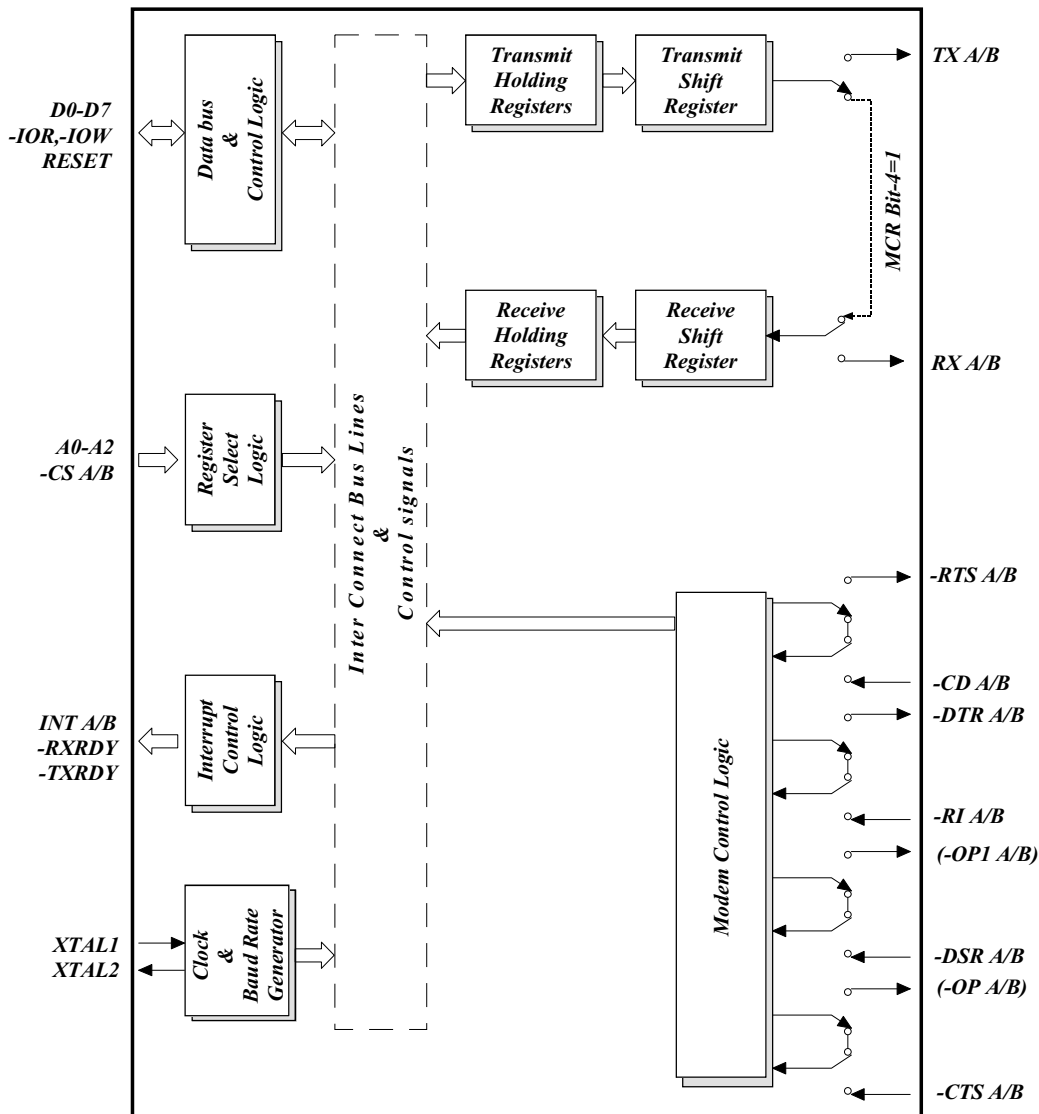 D0-D7
-IOR,-IOW
RESET
Data bus
&
Control Logic
A0-A2
-CS A/B
Register
Select
Logic
INT A/B
-RXRDY
-TXRDY
Interrupt
Control
Logic
XTAL1
XTAL2
Clock
&
Baud Rate
Generator
Inter Connect Bus Lines
&
Control signals
Transmit
Holding
Registers
Transmit
Shift
Register
TX A/B
MCR Bit-4=1
Receive
Holding
Registers
Receive
Shift
Register
RX A/B
Modem Control Logic
-RTS A/B
-CD A/B
-DTR A/B
-RI A/B
(-OP1 A/B)
-DSR A/B
(-OP A/B)
-CTS A/B